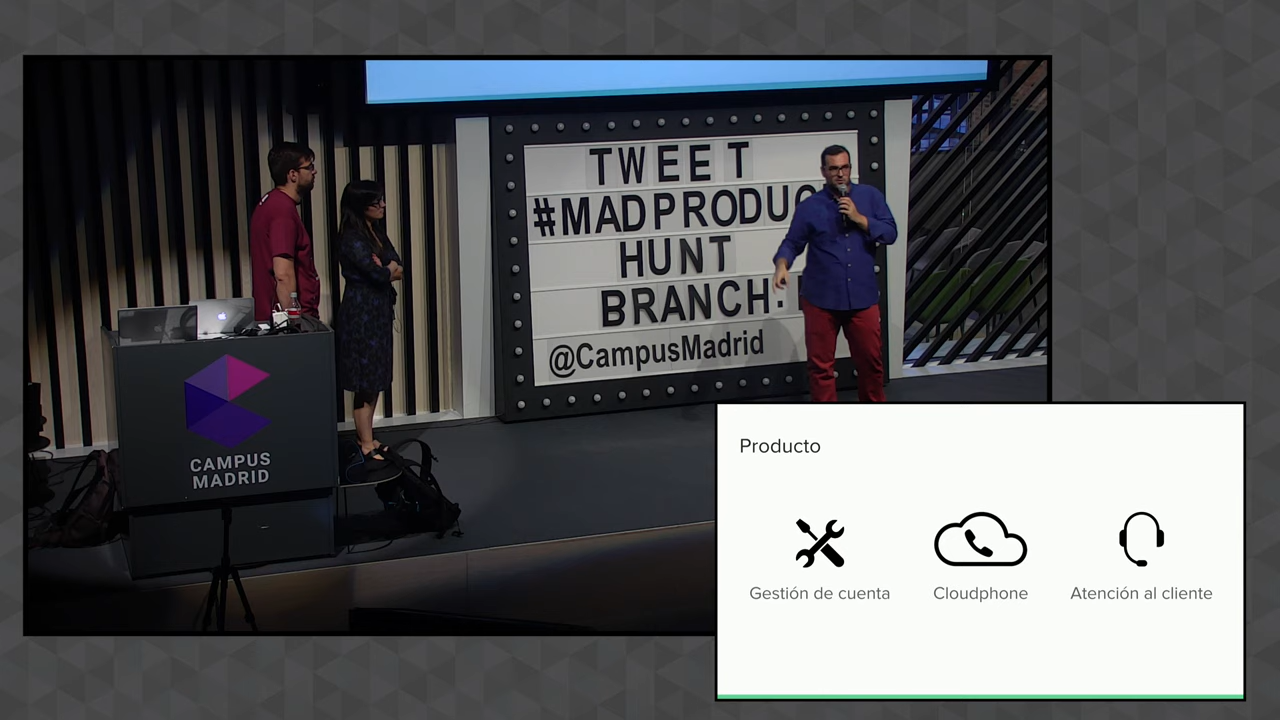 TWEET
#MADPRODUC
HUNT
BRANCH.
@CampusMadrid
CAMPUS
MADRID
Producto
Gestión de cuenta
Cloudphone
Atención al cliente